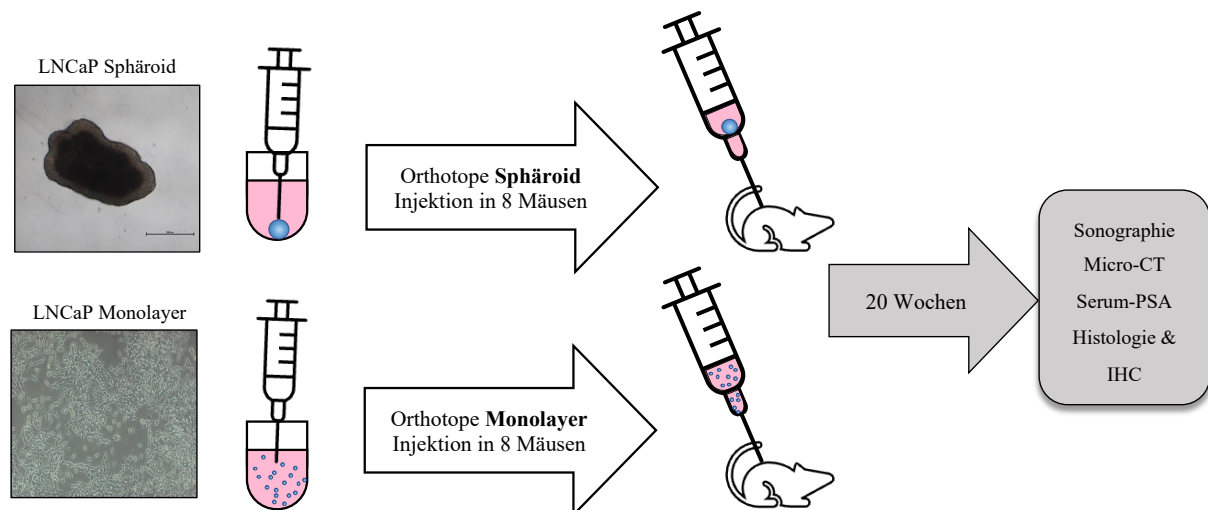 LNCaP Sphäroid
Orthotope Sphäroid
Injektion in 8 Mäusen
LNCaP Monolayer
Orthotope Monolayer
Injektion in 8 Mäusen
20 Wochen
Sonographie
Micro-CT
Serum-PSA
Histologie &
IHC